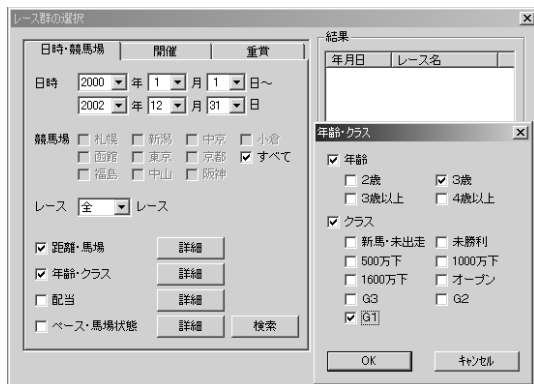 レース群の選択
日時・競馬場 開催 重賞
日時 2000 年 1 月 1 日～
2002 年 12 月 31 日
競馬場 札幌 新潟 中京 小倉
函館 東京 京都 すべて
福島 中山 阪神
レース 全 レース
距離・馬場 詳細
年齢・クラス 詳細
配当 詳細
ペース・馬場状態 詳細 検索
結果
年月日 レース名
年齢・クラス
年齢
2歳 3歳
3歳以上 4歳以上
クラス
新馬・未出走 未勝利
500万下 1000万下
1600万下 オープン
G3 G2
G1
OK キャンセル